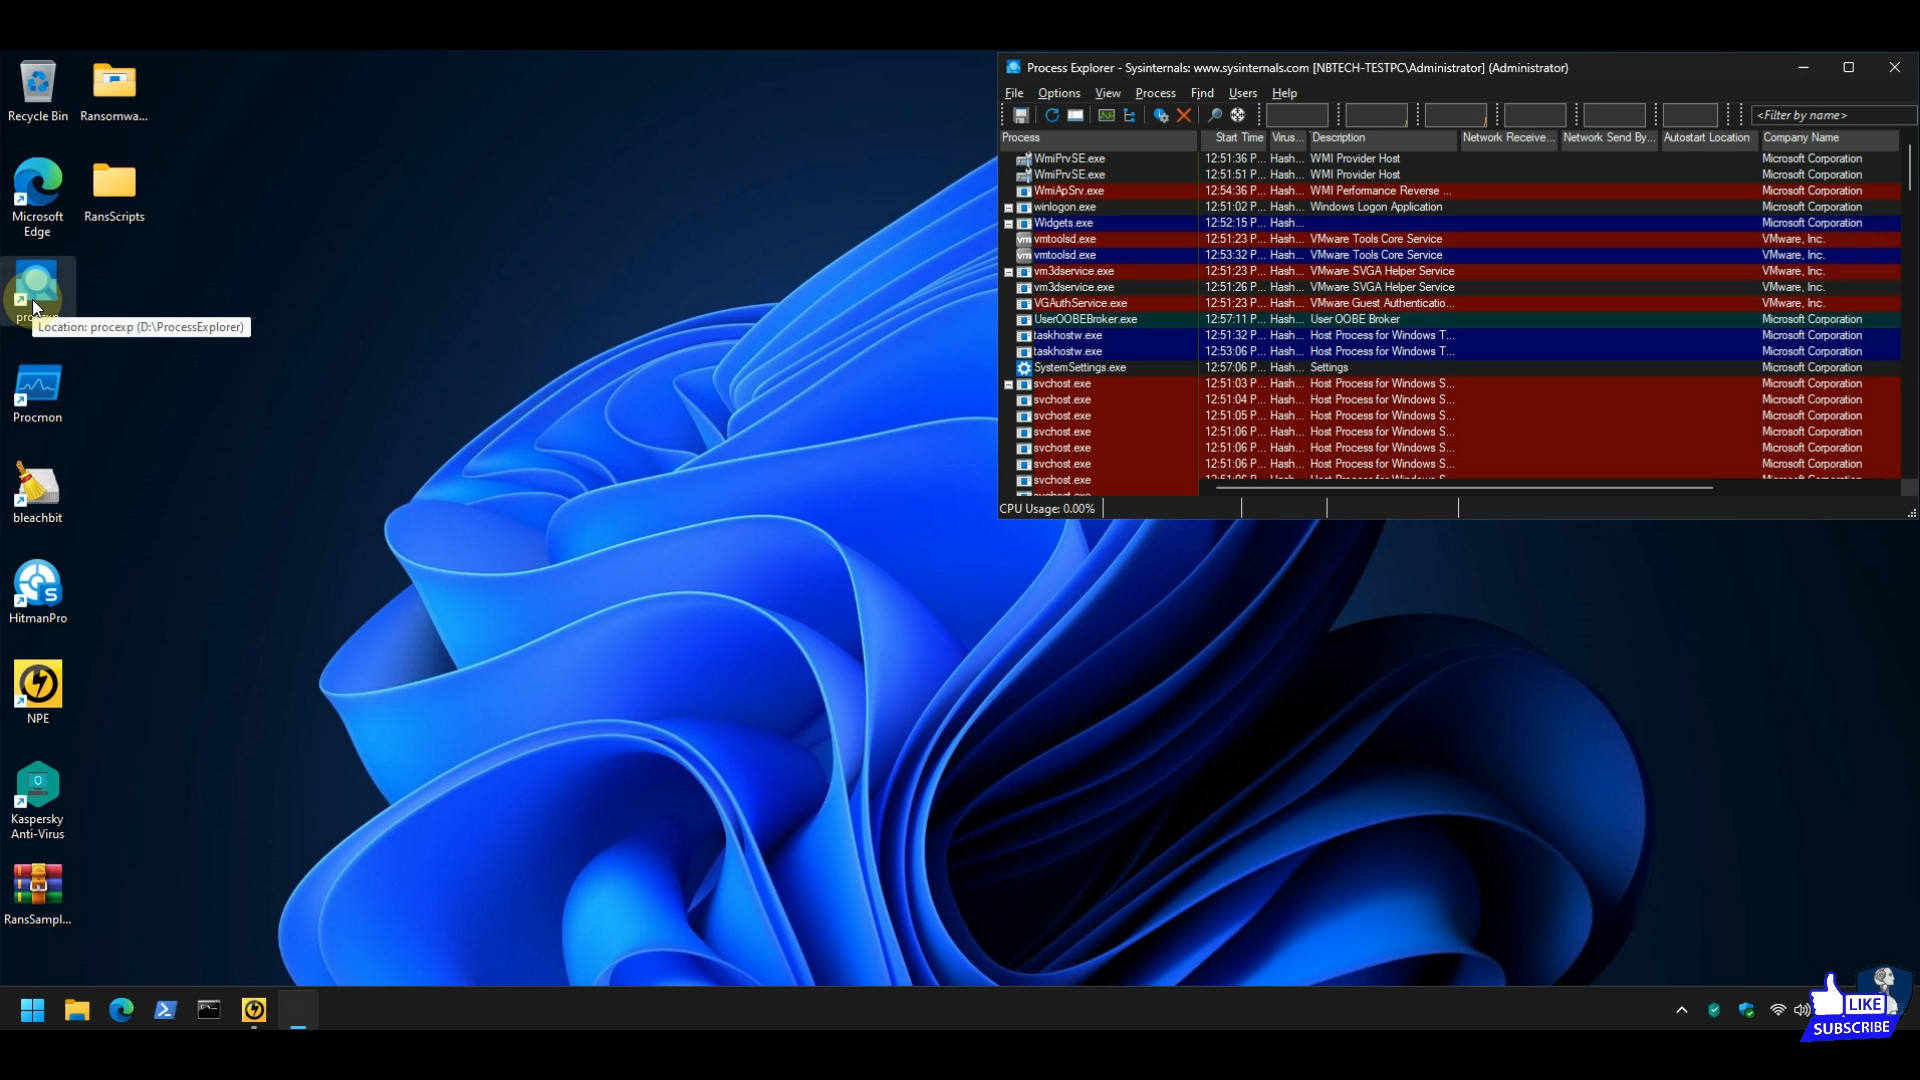 Recycle Bin
Ransomwa...
Microsoft
Edge
RansScripts
Location: procexp (D:\ProcessExplorer)
Procmon
bleachbit
HitmanPro
NPE
Kaspersky
Anti-Virus
RansSampl...
Process Explorer - Sysinternals: www.sysinternals.com [NBTECH-TESTPC\Administrator] (Administrator)
File Options View Process Find Users Help
<Filter by name>
Process Start Time Virus... Description Network Receive... Network Send By... Autostart Location Company Name
WmiPrvSE.exe 12:51:36 P... Hash... WMI Provider Host Microsoft Corporation
WmiPrvSE.exe 12:51:51 P... Hash... WMI Provider Host Microsoft Corporation
WmiApSrv.exe 12:54:36 P... Hash... WMI Performance Reverse ... Microsoft Corporation
winlogon.exe 12:51:02 P... Hash... Windows Logon Application Microsoft Corporation
Widgets.exe 12:52:15 P... Hash... Microsoft Corporation
vmtoolsd.exe 12:51:23 P... Hash... VMware Tools Core Service VMware, Inc.
vmtoolsd.exe 12:53:32 P... Hash... VMware Tools Core Service VMware, Inc.
vm3dservice.exe 12:51:23 P... Hash... VMware SVGA Helper Service VMware, Inc.
vm3dservice.exe 12:51:26 P... Hash... VMware SVGA Helper Service VMware, Inc.
VGAuthService.exe 12:51:23 P... Hash... VMware Guest Authenticatio... VMware, Inc.
UserOOBEBroker.exe 12:57:11 P... Hash... User OOBE Broker Microsoft Corporation
taskhostw.exe 12:51:32 P... Hash... Host Process for Windows T... Microsoft Corporation
taskhostw.exe 12:53:06 P... Hash... Host Process for Windows T... Microsoft Corporation
SystemSettings.exe 12:57:06 P... Hash... Settings Microsoft Corporation
svchost.exe 12:51:03 P... Hash... Host Process for Windows S... Microsoft Corporation
svchost.exe 12:51:04 P... Hash... Host Process for Windows S... Microsoft Corporation
svchost.exe 12:51:05 P... Hash... Host Process for Windows S... Microsoft Corporation
svchost.exe 12:51:06 P... Hash... Host Process for Windows S... Microsoft Corporation
svchost.exe 12:51:06 P... Hash... Host Process for Windows S... Microsoft Corporation
svchost.exe 12:51:06 P... Hash... Host Process for Windows S... Microsoft Corporation
svchost.exe
CPU Usage: 0.00%
LIKE
SUBSCRIBE